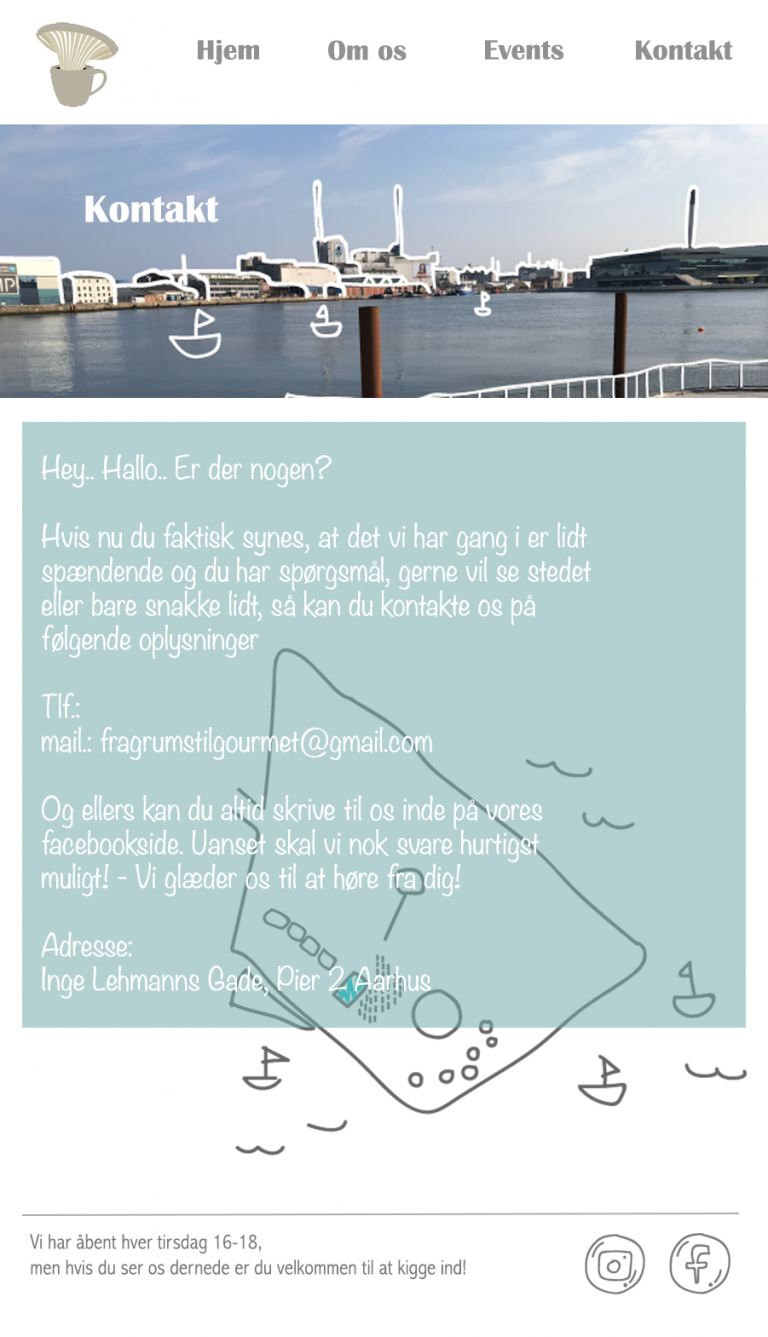 Hjem
Om os
Events
Kontakt
Kontakt
Hey.. Hallo.. Er der nogen?
Hvis nu du faktisk synes, at det vi har gang i er lidt
spændende og du har spørgsmål, gerne vil se stedet
eller bare snakke lidt, så kan du kontakte os på
følgende oplysninger
Tlf.:
mail.: fragrumstilgourmet@gmail.com
Og ellers kan du altid skrive til os inde på vores
facebookside. Uanset skal vi nok svare hurtigst
muligt! - Vi glæder os til at høre fra dig!
Adresse:
Inge Lehmanns Gade, Pier 2 Aarhus
Vi har åbent hver tirsdag 16-18,
men hvis du ser os dernede er du velkommen til at kigge ind!